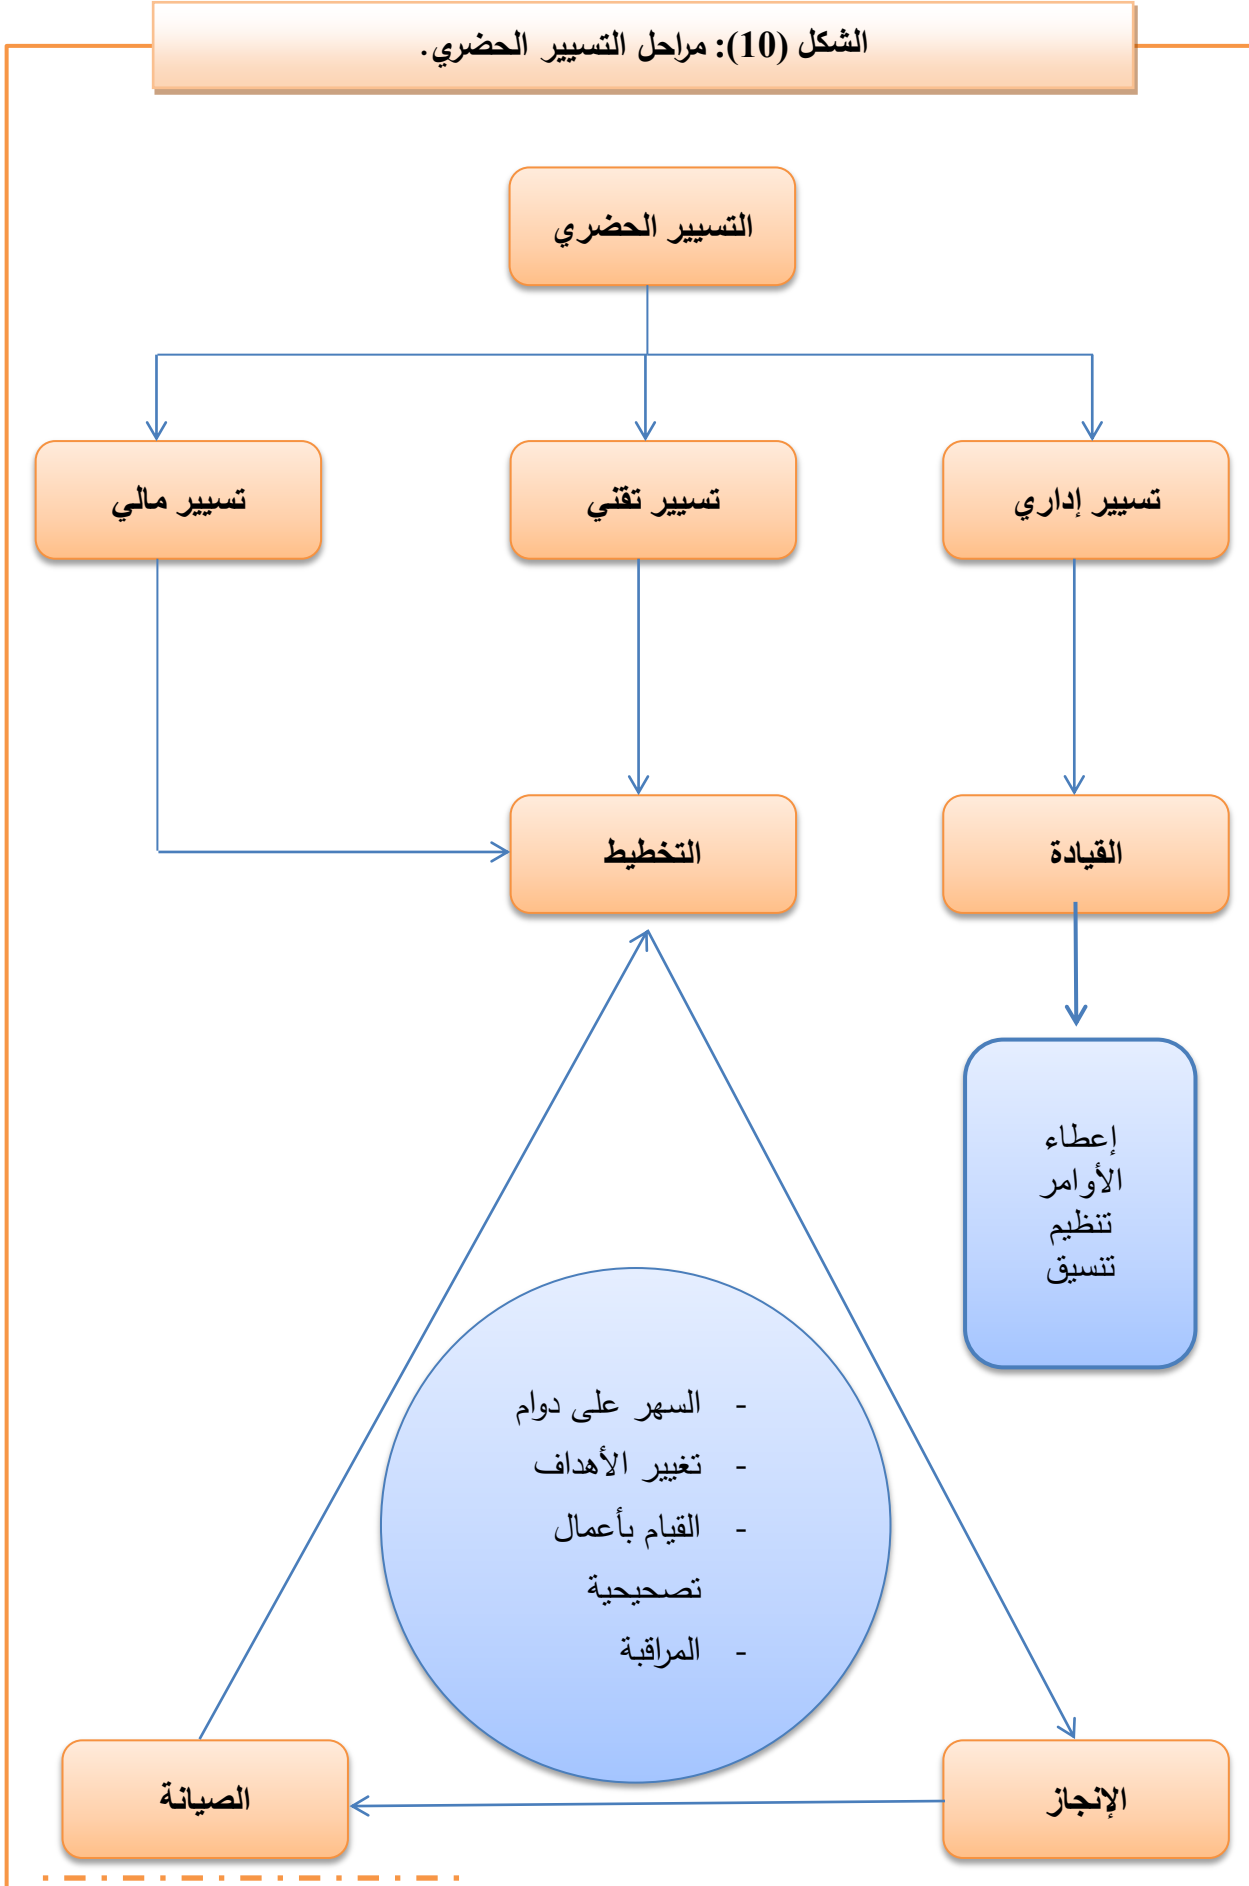 الشكل (10): مراحل التسيير الحضري.
التسيير الحضري
تسيير إداري
تسيير تقني
تسيير مالي
القيادة
التخطيط
إعطاء
الأوامر
تنظيم
تنسيق
- السهر على دوام
- تغيير الأهداف
- القيام بأعمال
تصحيحية
- المراقبة
الإنجاز
الصيانة